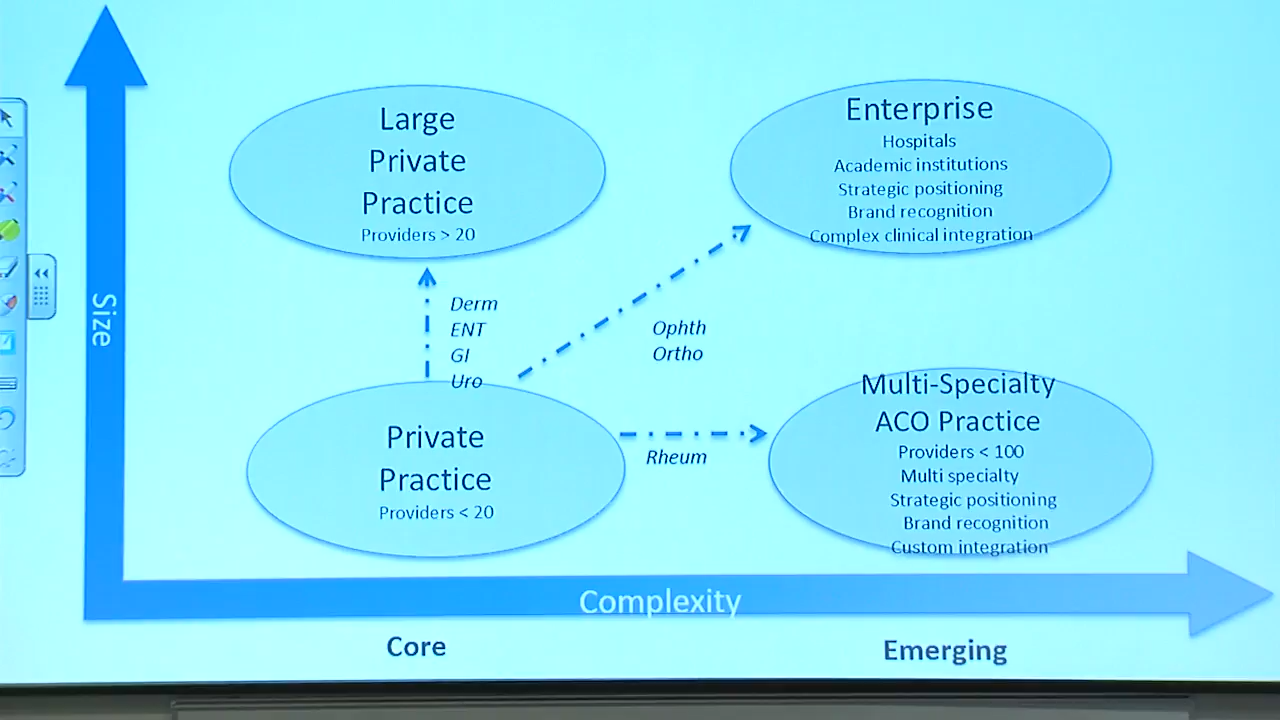 Size
Large
Private
Practice
Providers > 20
Enterprise
Hospitals
Academic institutions
Strategic positioning
Brand recognition
Complex clinical integration
Derm
ENT
GI
Uro
Ophth
Ortho
Private
Practice
Providers < 20
Rheum
Multi-Specialty
ACO Practice
Providers < 100
Multi specialty
Strategic positioning
Brand recognition
Custom integration
Complexity
Core
Emerging